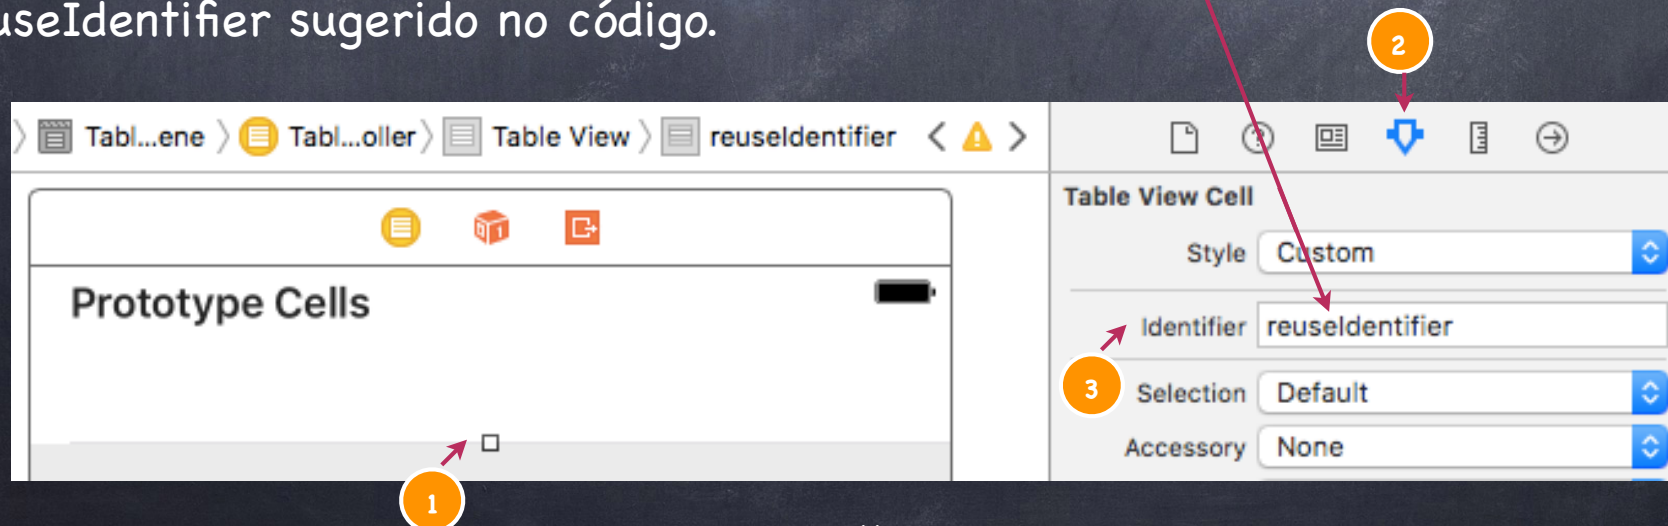 useIdentifier sugerido no código.
2
Tabl...ene
Tabl...oller
Table View
reuseIdentifier
Table View Cell
Style
Custom
Prototype Cells
Identifier
reuseIdentifier
3
Selection
Default
Accessory
None
1